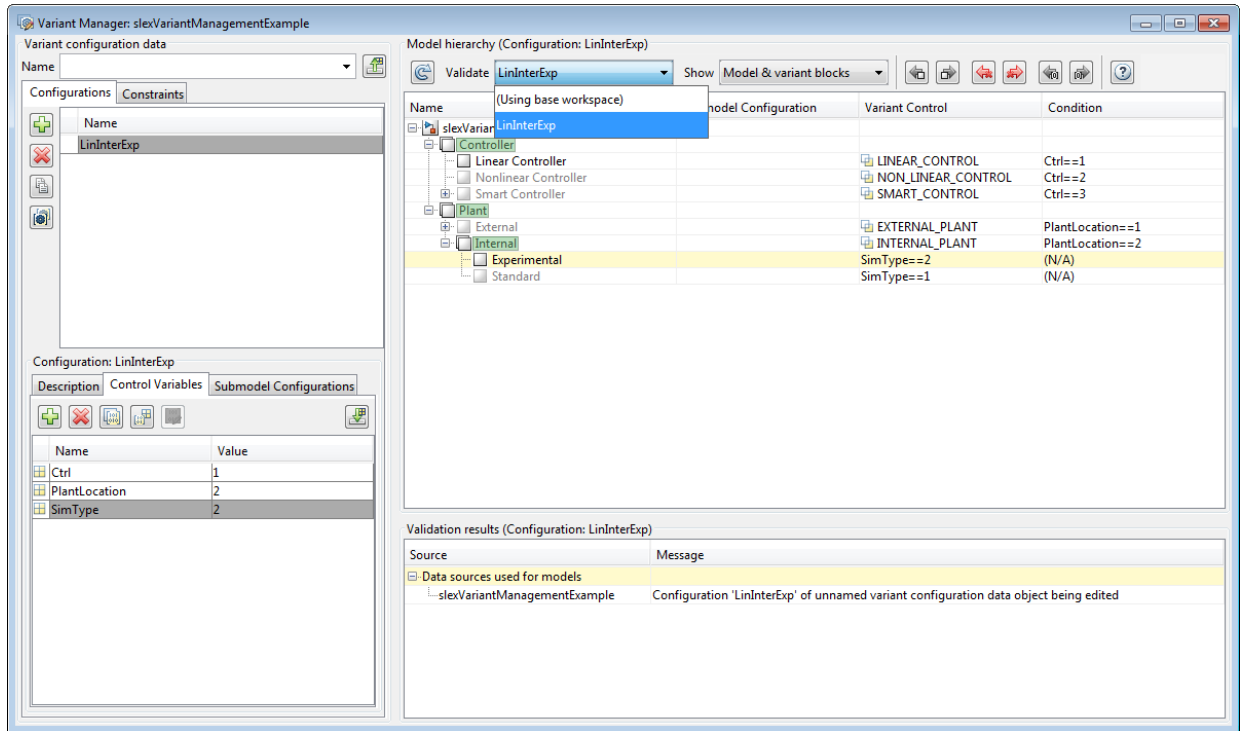 Variant Manager: slexVariantManagementExample
Variant configuration data
Name
Configurations Constraints
Name
LinInterExp
Configuration: LinInterExp
Description Control Variables Submodel Configurations
Name Value
Ctrl 1
PlantLocation 2
SimType 2
Model hierarchy (Configuration: LinInterExp)
Validate LinInterExp Show Model & variant blocks
(Using base workspace)
LinInterExp
Name Configuration Variant Control Condition
Controller
Linear Controller LINEAR_CONTROL Ctrl==1
Nonlinear Controller NON_LINEAR_CONTROL Ctrl==2
Smart Controller SMART_CONTROL Ctrl==3
Plant
External EXTERNAL_PLANT PlantLocation==1
Internal INTERNAL_PLANT PlantLocation==2
Experimental SimType==2 (N/A)
Standard SimType==1 (N/A)
Validation results (Configuration: LinInterExp)
Source Message
Data sources used for models
slexVariantManagementExample Configuration 'LinInterExp' of unnamed variant configuration data object being edited